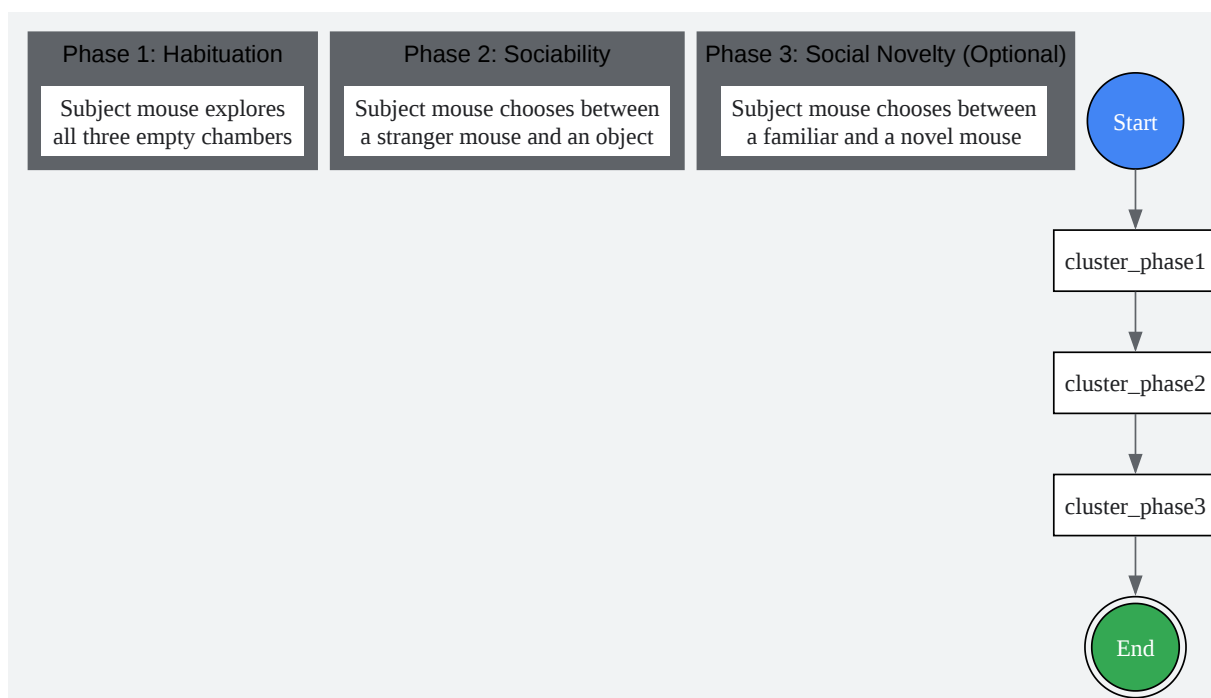 Phase 1: Habituation
Subject mouse explores
all three empty chambers
Phase 2: Sociability
Subject mouse chooses between
a stranger mouse and an object
Phase 3: Social Novelty (Optional)
Subject mouse chooses between
a familiar and a novel mouse
Start
cluster_phase1
cluster_phase2
cluster_phase3
End